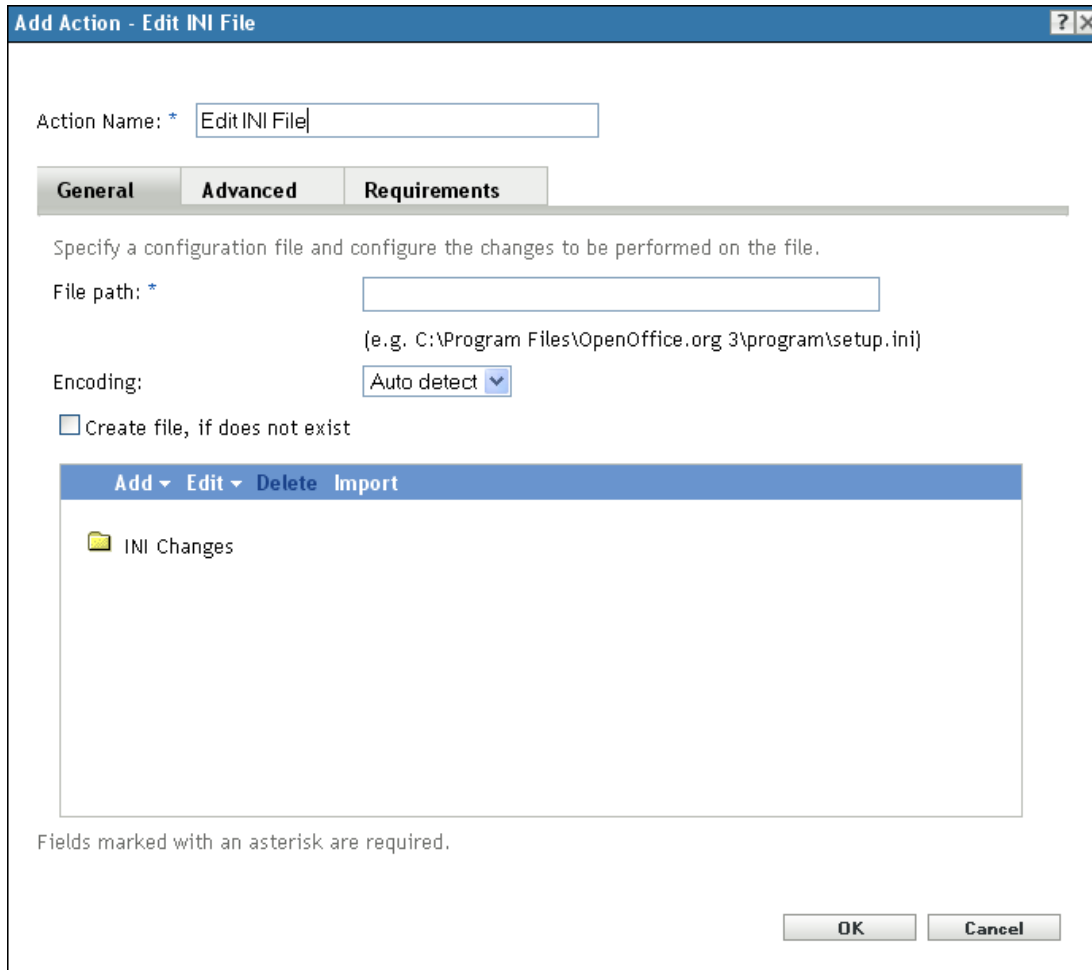 Add Action - Edit INI File ?
Action Name: * Edit INI File
General Advanced Requirements
Specify a configuration file and configure the changes to be performed on the file.
File path: *
(e.g. C:\Program Files\OpenOffice.org 3\program\setup.ini)
Encoding: Auto detect
Create file, if does not exist
Add Edit Delete Import
INI Changes
Fields marked with an asterisk are required.
OK Cancel